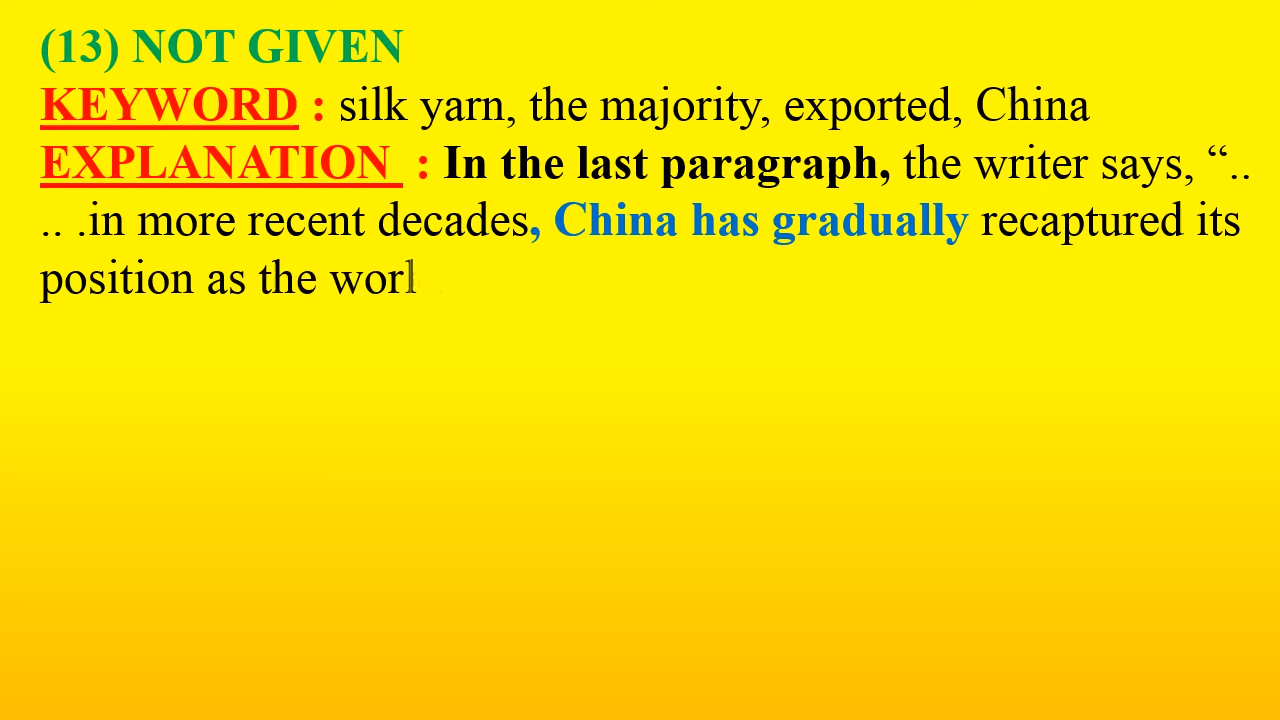 (13) NOT GIVEN
KEYWORD : silk yarn, the majority, exported, China
EXPLANATION : In the last paragraph, the writer says, “..
.. .in more recent decades, China has gradually recaptured its
position as the worl